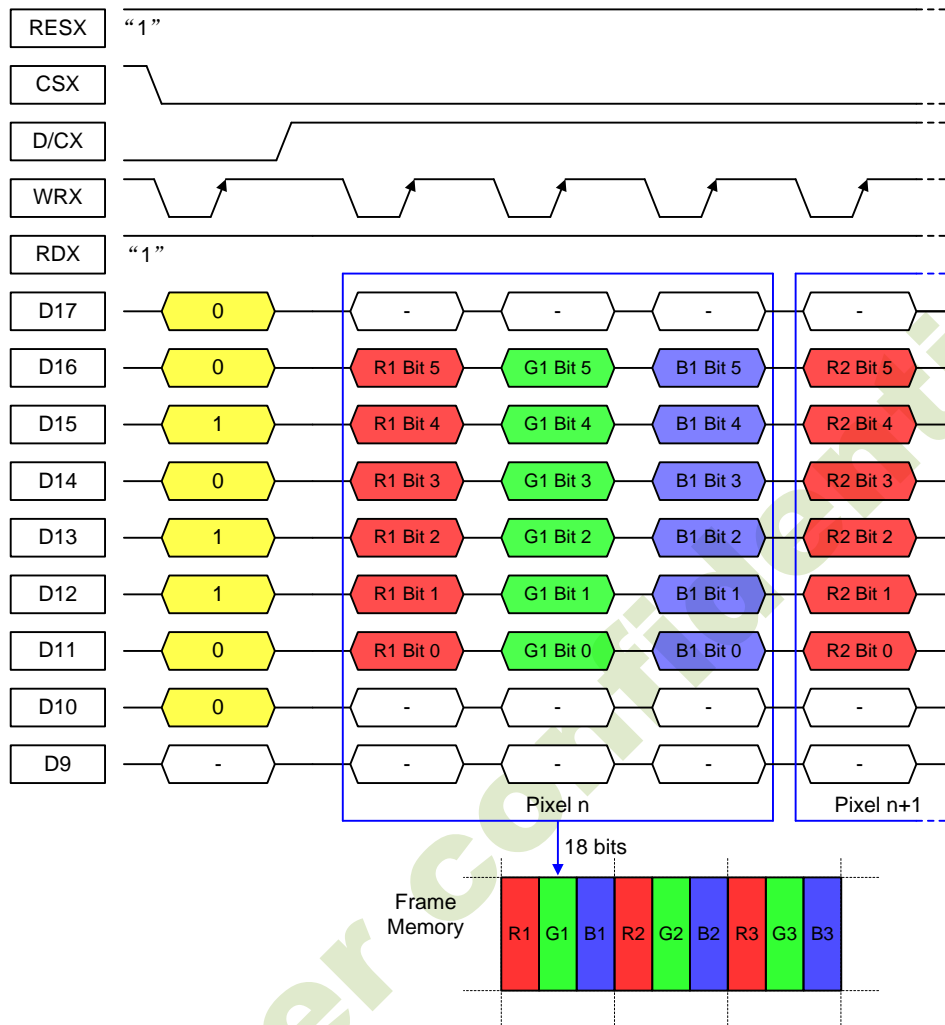 RESX “1”
CSX
D/CX
WRX
RDX “1”
D17 0 - - - -
D16 0 R1 Bit 5 G1 Bit 5 B1 Bit 5 R2 Bit 5
D15 1 R1 Bit 4 G1 Bit 4 B1 Bit 4 R2 Bit 4
D14 0 R1 Bit 3 G1 Bit 3 B1 Bit 3 R2 Bit 3
D13 1 R1 Bit 2 G1 Bit 2 B1 Bit 2 R2 Bit 2
D12 1 R1 Bit 1 G1 Bit 1 B1 Bit 1 R2 Bit 1
D11 0 R1 Bit 0 G1 Bit 0 B1 Bit 0 R2 Bit 0
D10 0 - - - -
D9 - - - - -
Pixel n Pixel n+1
18 bits
Frame
Memory
R1 G1 B1 R2 G2 B2 R3 G3 B3
er confidenti